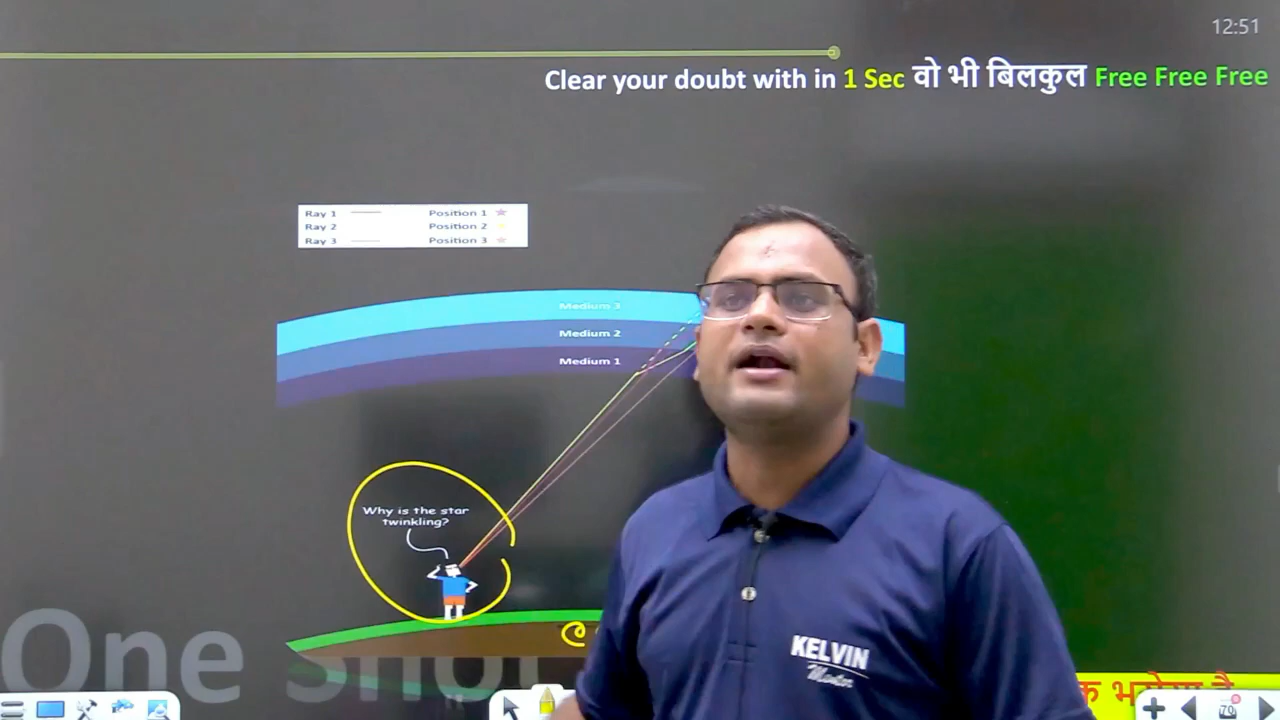 12:51
Clear your doubt with in 1 Sec वो भी बिलकुल Free Free Free
Ray 1 Position 1
Ray 2 Position 2
Ray 3 Position 3
Medium 3
Medium 2
Medium 1
Why is the star
twinkling?
KELVIN
One Shot
79